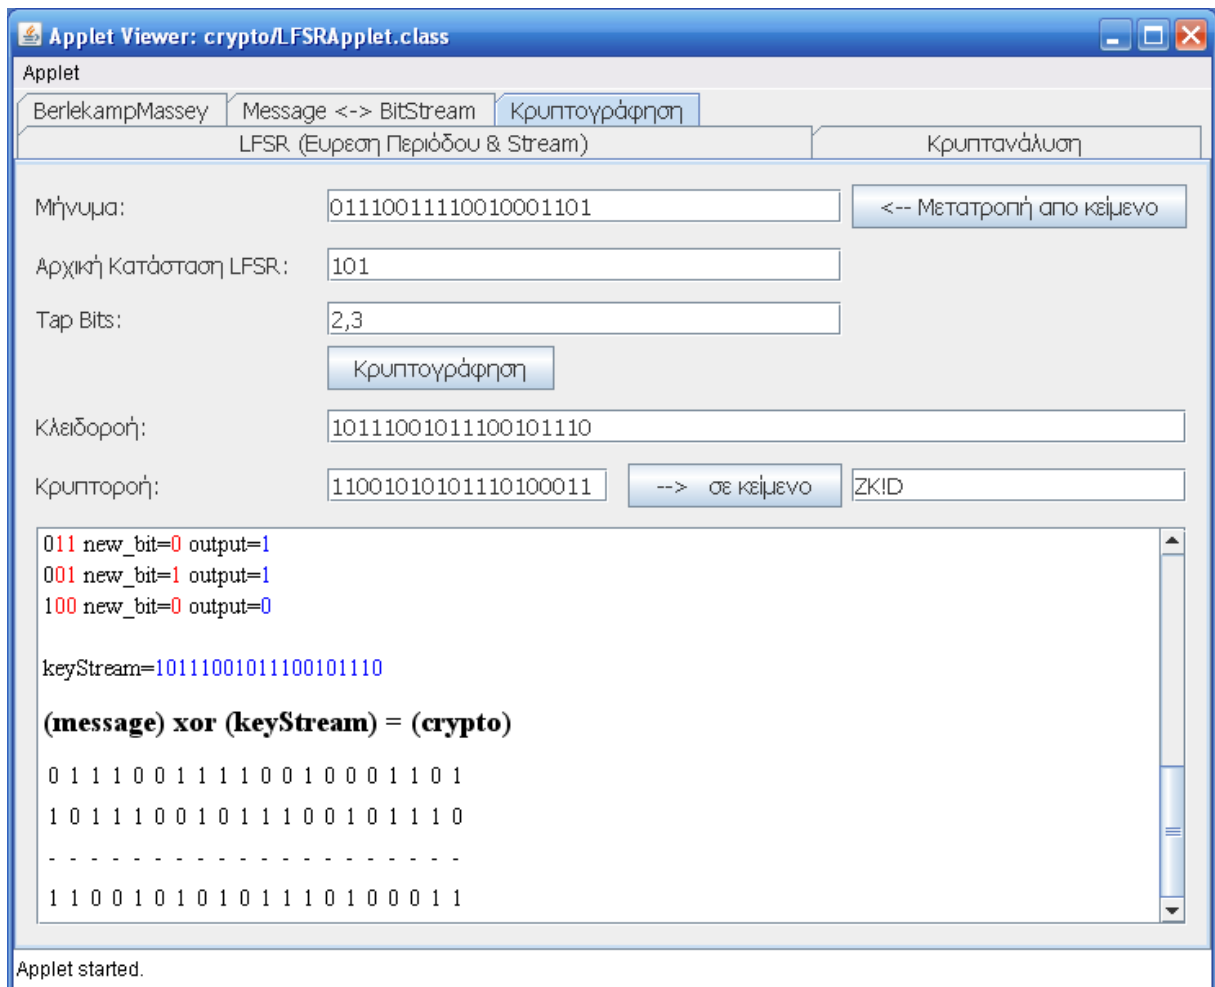 Applet Viewer: crypto/LFSRApplet.class
Applet
BerlekampMassey Message <-> BitStream Κρυπτογράφηση
LFSR (Ευρεση Περιόδου & Stream) Κρυπτανάλυση
Μήνυμα: 01110011110010001101 <-- Μετατροπή απο κείμενο
Αρχική Κατάσταση LFSR: 101
Tap Bits: 2,3
Κρυπτογράφηση
Κλειδοροή: 10111001011100101110
Κρυπτοροή: 11001010101110100011 --> σε κείμενο ZK!D
011 new_bit=0 output=1
001 new_bit=1 output=1
100 new_bit=0 output=0
keyStream=10111001011100101110
(message) xor (keyStream) = (crypto)
0 1 1 1 0 0 1 1 1 1 0 0 1 0 0 0 1 1 0 1
1 0 1 1 1 0 0 1 0 1 1 1 0 0 1 0 1 1 1 0
- - - - - - - - - - - - - - - - - - - -
1 1 0 0 1 0 1 0 1 0 1 1 1 0 1 0 0 0 1 1
Applet started.